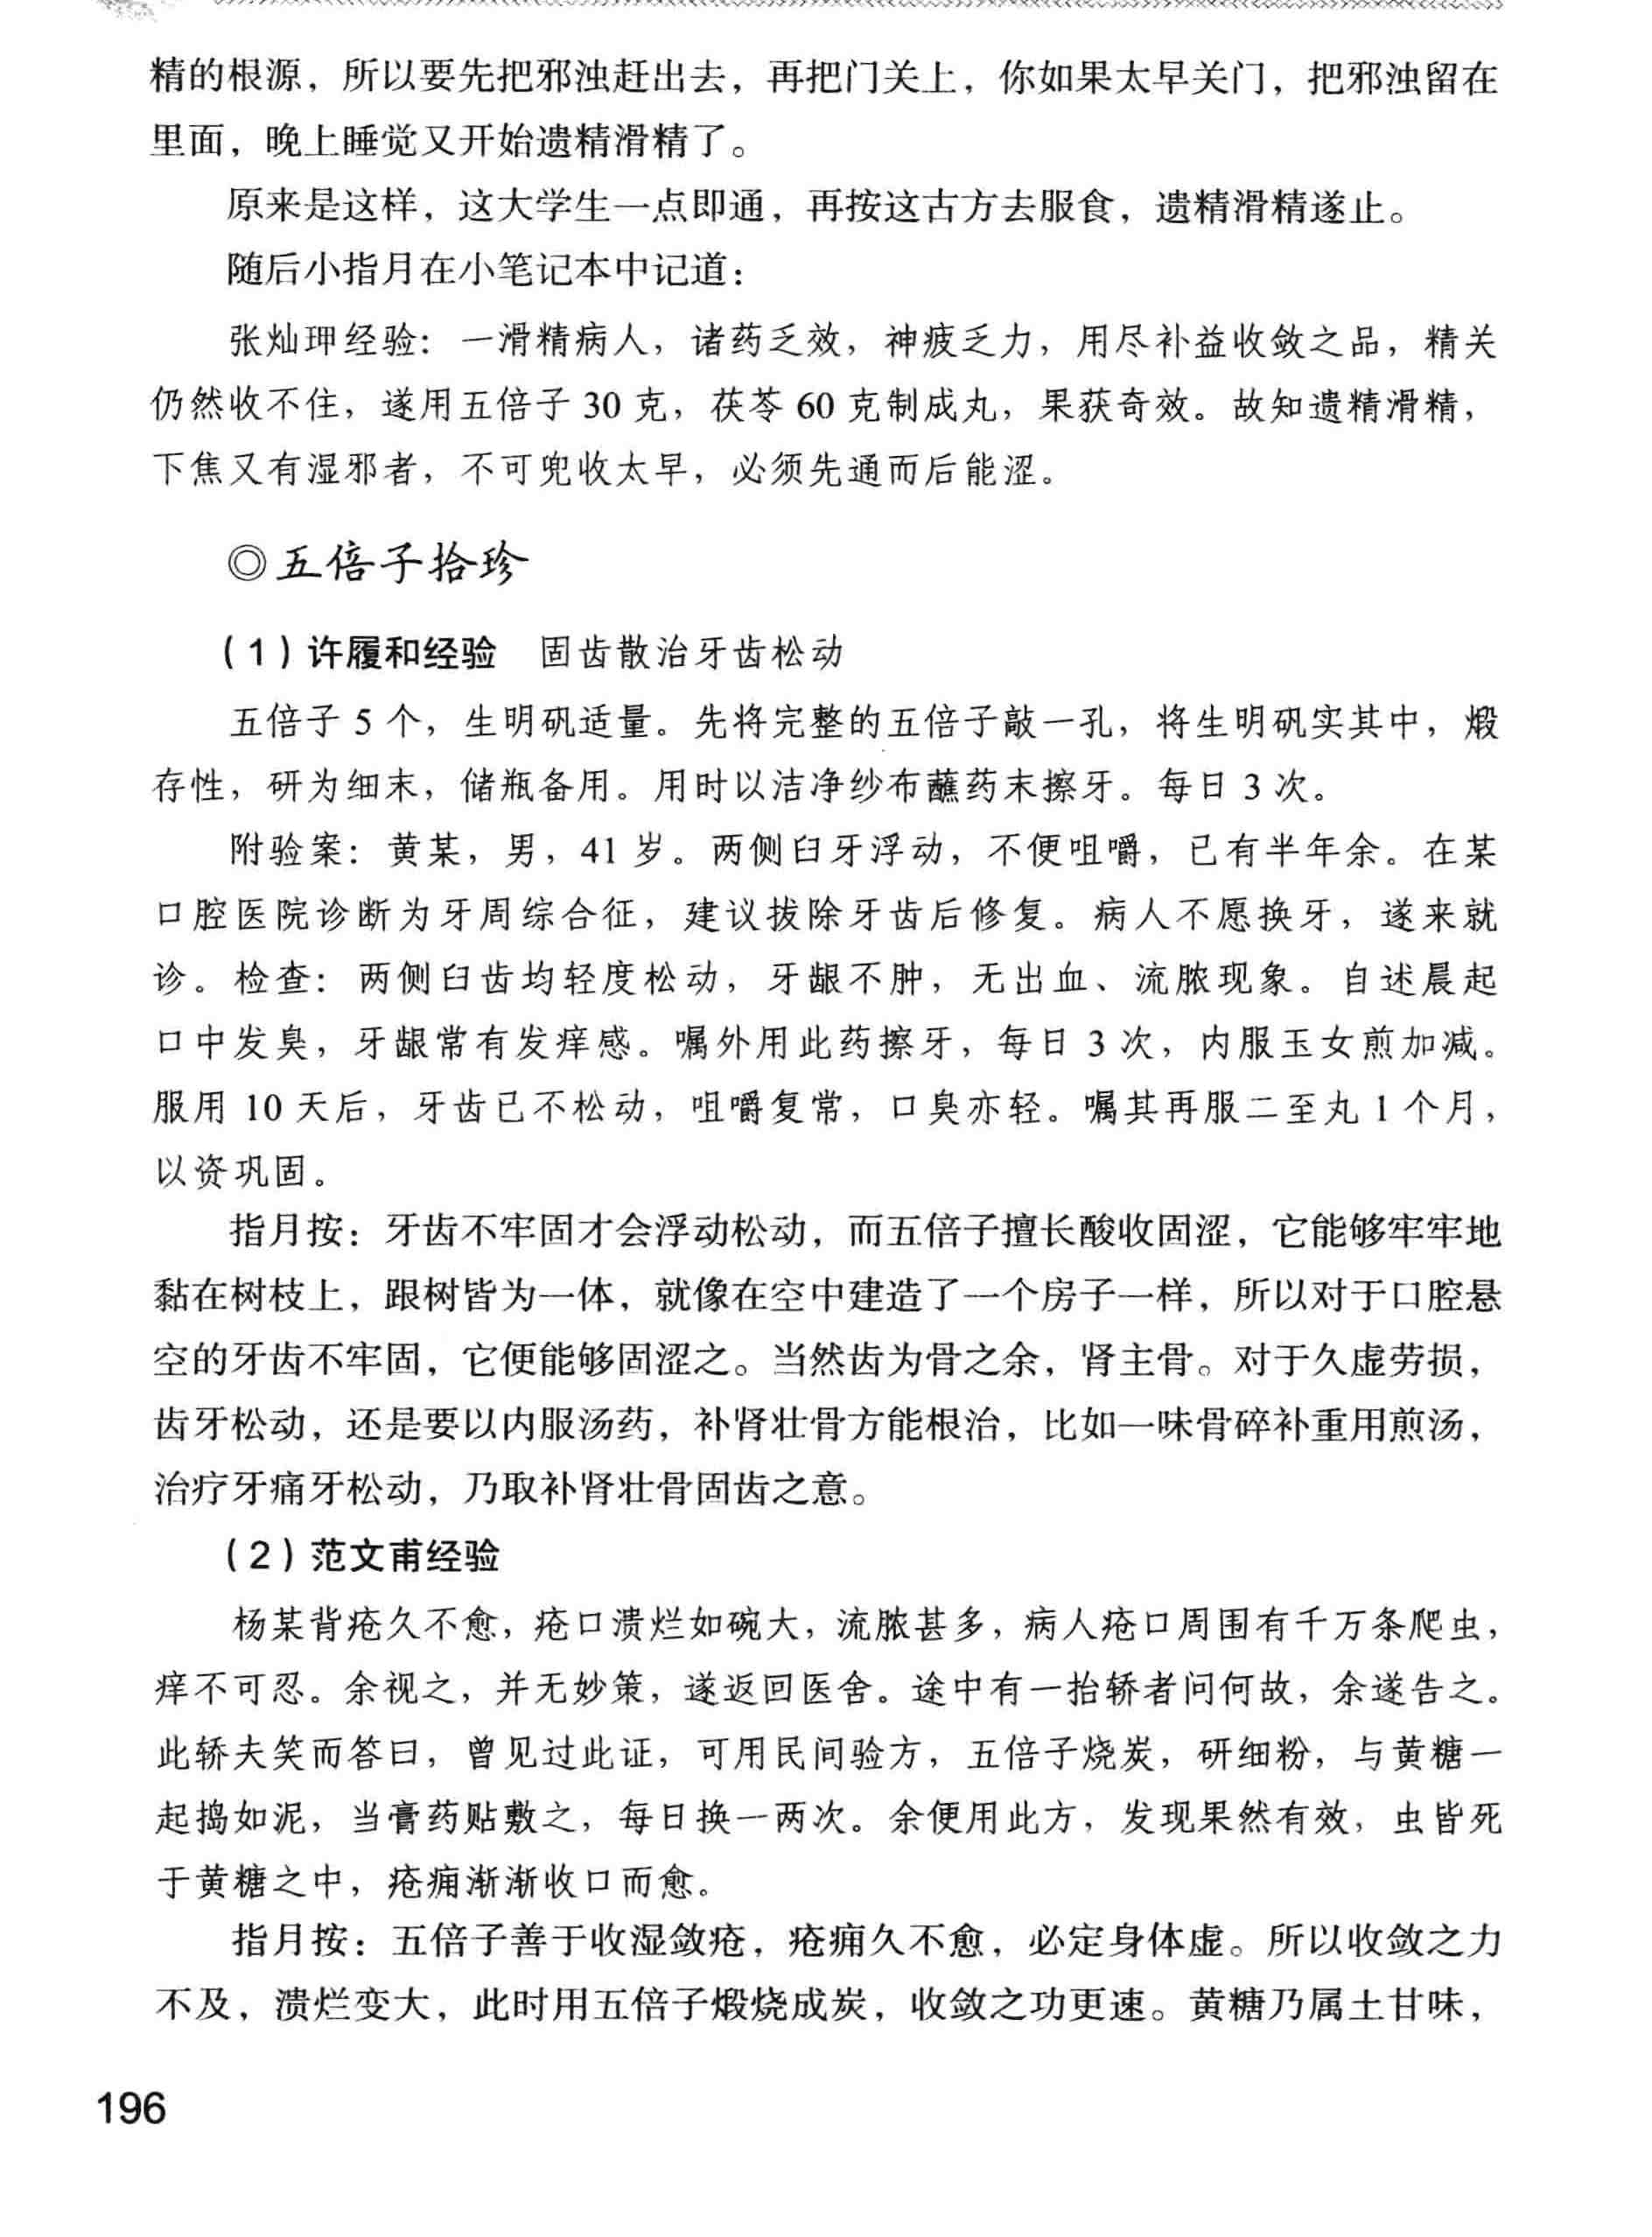 精的根源，所以要先把邪浊赶出去，再把门关上，你如果太早关门，把邪浊留在
里面，晚上睡觉又开始遗精滑精了。
原来是这样，这大学生一点即通，再按这古方去服食，遗精滑精遂止。
随后小指月在小笔记本中记道：
张灿玾经验：一滑精病人，诸药乏效，神疲乏力，用尽补益收敛之品，精关
仍然收不住，遂用五倍子 30 克，茯苓 60 克制成丸，果获奇效。故知遗精滑精，
下焦又有湿邪者，不可兜收太早，必须先通而后能涩。
◎五倍子拾珍
（1）许履和经验　固齿散治牙齿松动
五倍子 5 个，生明矾适量。先将完整的五倍子敲一孔，将生明矾实其中，煅
存性，研为细末，储瓶备用。用时以洁净纱布蘸药末擦牙。每日 3 次。
附验案：黄某，男，41 岁。两侧臼牙浮动，不便咀嚼，已有半年余。在某
口腔医院诊断为牙周综合征，建议拔除牙齿后修复。病人不愿换牙，遂来就
诊。检查：两侧臼齿均轻度松动，牙龈不肿，无出血、流脓现象。自述晨起
口中发臭，牙龈常有发痒感。嘱外用此药擦牙，每日 3 次，内服玉女煎加减。
服用 10 天后，牙齿已不松动，咀嚼复常，口臭亦轻。嘱其再服二至丸 1 个月，
以资巩固。
指月按：牙齿不牢固才会浮动松动，而五倍子擅长酸收固涩，它能够牢牢地
黏在树枝上，跟树皆为一体，就像在空中建造了一个房子一样，所以对于口腔悬
空的牙齿不牢固，它便能够固涩之。当然齿为骨之余，肾主骨。对于久虚劳损，
齿牙松动，还是要以内服汤药，补肾壮骨方能根治，比如一味骨碎补重用煎汤，
治疗牙痛牙松动，乃取补肾壮骨固齿之意。
（2）范文甫经验
杨某背疮久不愈，疮口溃烂如碗大，流脓甚多，病人疮口周围有千万条爬虫，
痒不可忍。余视之，并无妙策，遂返回医舍。途中有一抬轿者问何故，余遂告之。
此轿夫笑而答曰，曾见过此证，可用民间验方，五倍子烧炭，研细粉，与黄糖一
起捣如泥，当膏药贴敷之，每日换一两次。余便用此方，发现果然有效，虫皆死
于黄糖之中，疮痈渐渐收口而愈。
指月按：五倍子善于收湿敛疮，疮痈久不愈，必定身体虚。所以收敛之力
不及，溃烂变大，此时用五倍子煅烧成炭，收敛之功更速。黄糖乃属土甘味，
196